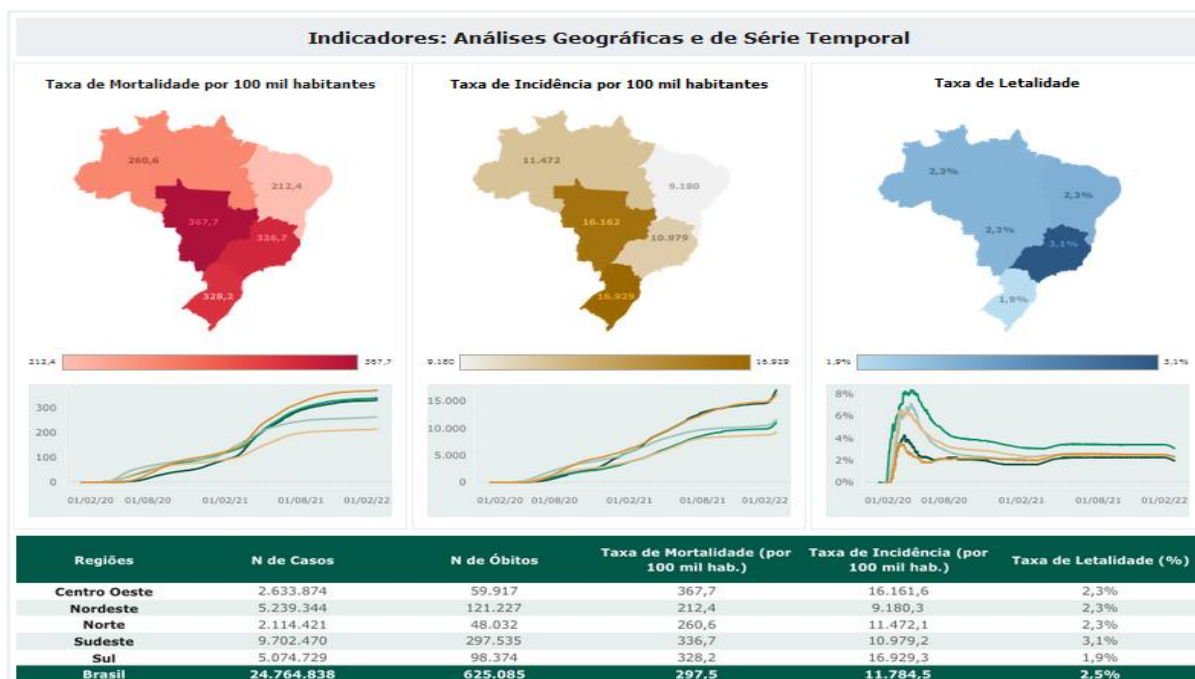 Indicadores: Análises Geográficas e de Série Temporal
Taxa de Mortalidade por 100 mil habitantes
260,6
212,4
367,7
336,7
328,2
212,4 367,7
300
200
100
0
01/02/20 01/08/20 01/02/21 01/08/21 01/02/22
Taxa de Incidência por 100 mil habitantes
11.472
9.180
16.162
10.979
16.929
9.180 16.929
15.000
10.000
5.000
0
01/02/20 01/08/20 01/02/21 01/08/21 01/02/22
Taxa de Letalidade
2,3%
2,3%
2,3%
3,1%
1,9%
1,9% 3,1%
8%
6%
4%
2%
0%
01/02/20 01/08/20 01/02/21 01/08/21 01/02/22
Regiões N de Casos N de Óbitos Taxa de Mortalidade (por 100 mil hab.) Taxa de Incidência (por 100 mil hab.) Taxa de Letalidade (%)
Centro Oeste 2.633.874 59.917 367,7 16.161,6 2,3%
Nordeste 5.239.344 121.227 212,4 9.180,3 2,3%
Norte 2.114.421 48.032 260,6 11.472,1 2,3%
Sudeste 9.702.470 297.535 336,7 10.979,2 3,1%
Sul 5.074.729 98.374 328,2 16.929,3 1,9%
Brasil 24.764.838 625.085 297,5 11.784,5 2,5%